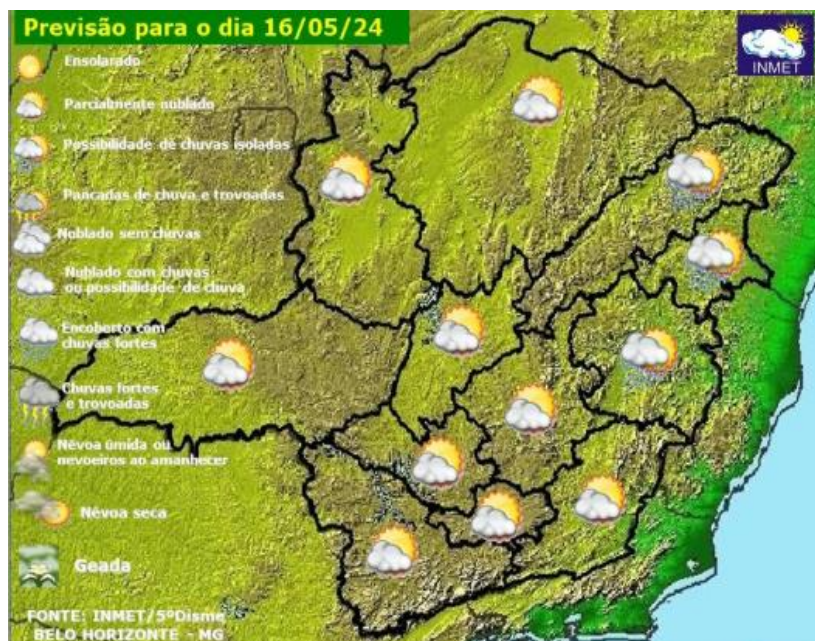 Previsão para o dia 16/05/24
INMET
Ensolarado
Parcialmente nublado
Possibilidade de chuvas isoladas
Pancadas de chuva e trovoadas
Noblado sem chuvas
Nublado com chuvas
ou possibilidade de chuva
Encoberto com
chuvas fortes
Chuvas fortes
e trovoadas
Névoa úmida ou
nevoeiros ao amanhecer
Névoa seca
Geada
FONTE: INMET/5ºDisme
BELO HORIZONTE - MG